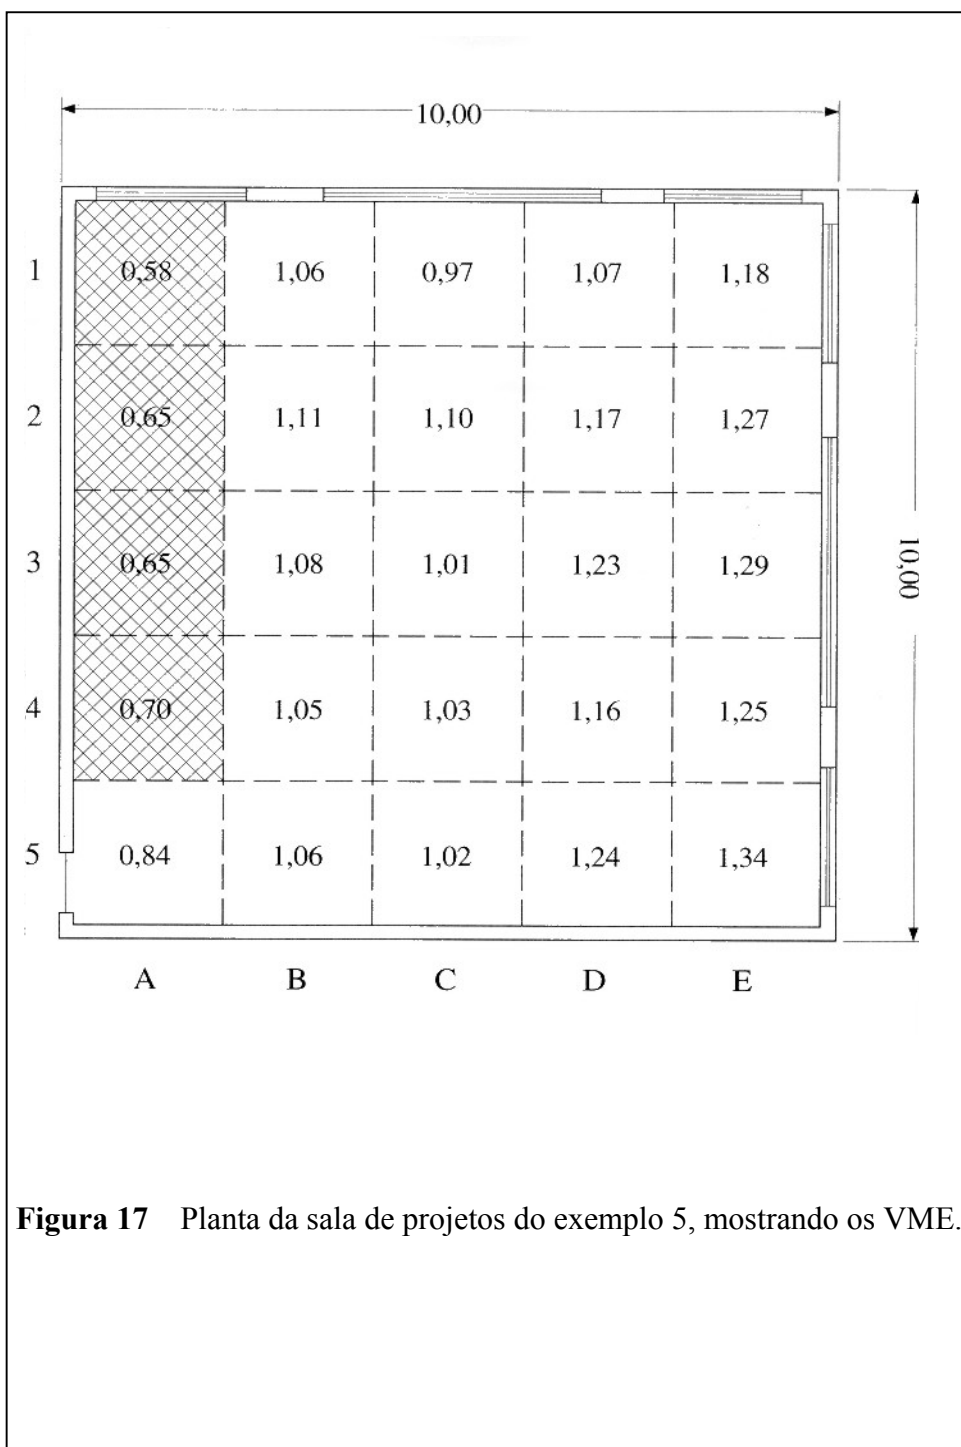 10,00
1 0,58 1,06 0,97 1,07 1,18
2 0,65 1,11 1,10 1,17 1,27
3 0,65 1,08 1,01 1,23 1,29
10,00
4 0,70 1,05 1,03 1,16 1,25
5 0,84 1,06 1,02 1,24 1,34
A B C D E
Figura 17 Planta da sala de projetos do exemplo 5, mostrando os VME.